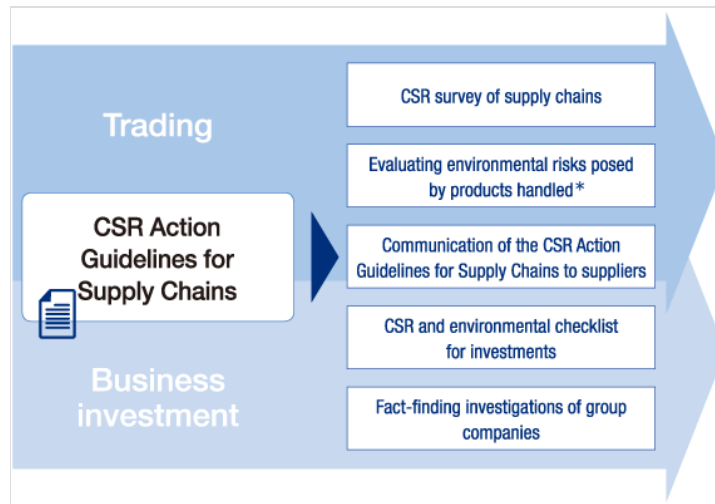 Trading
CSR Action
Guidelines for
Supply Chains
Business
investment
CSR survey of supply chains
Evaluating environmental risks posed
by products handled*
Communication of the CSR Action
Guidelines for Supply Chains to suppliers
CSR and environmental checklist
for investments
Fact-finding investigations of group
companies